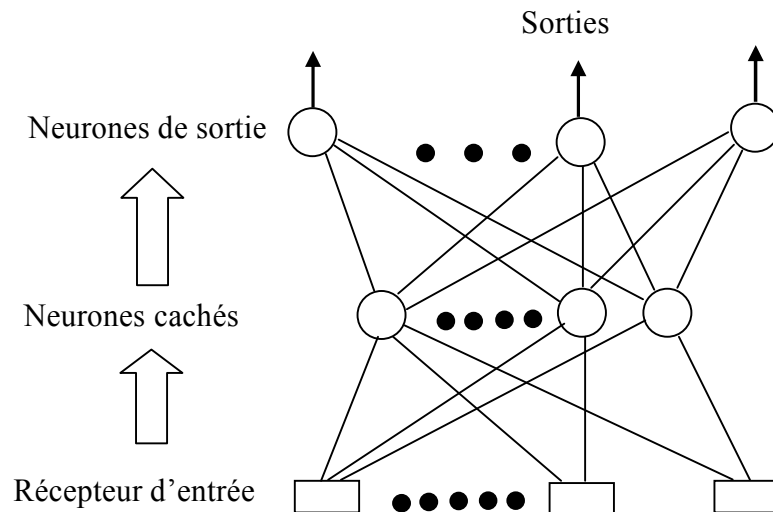 Sorties
Neurones de sortie
Neurones cachés
Récepteur d’entrée